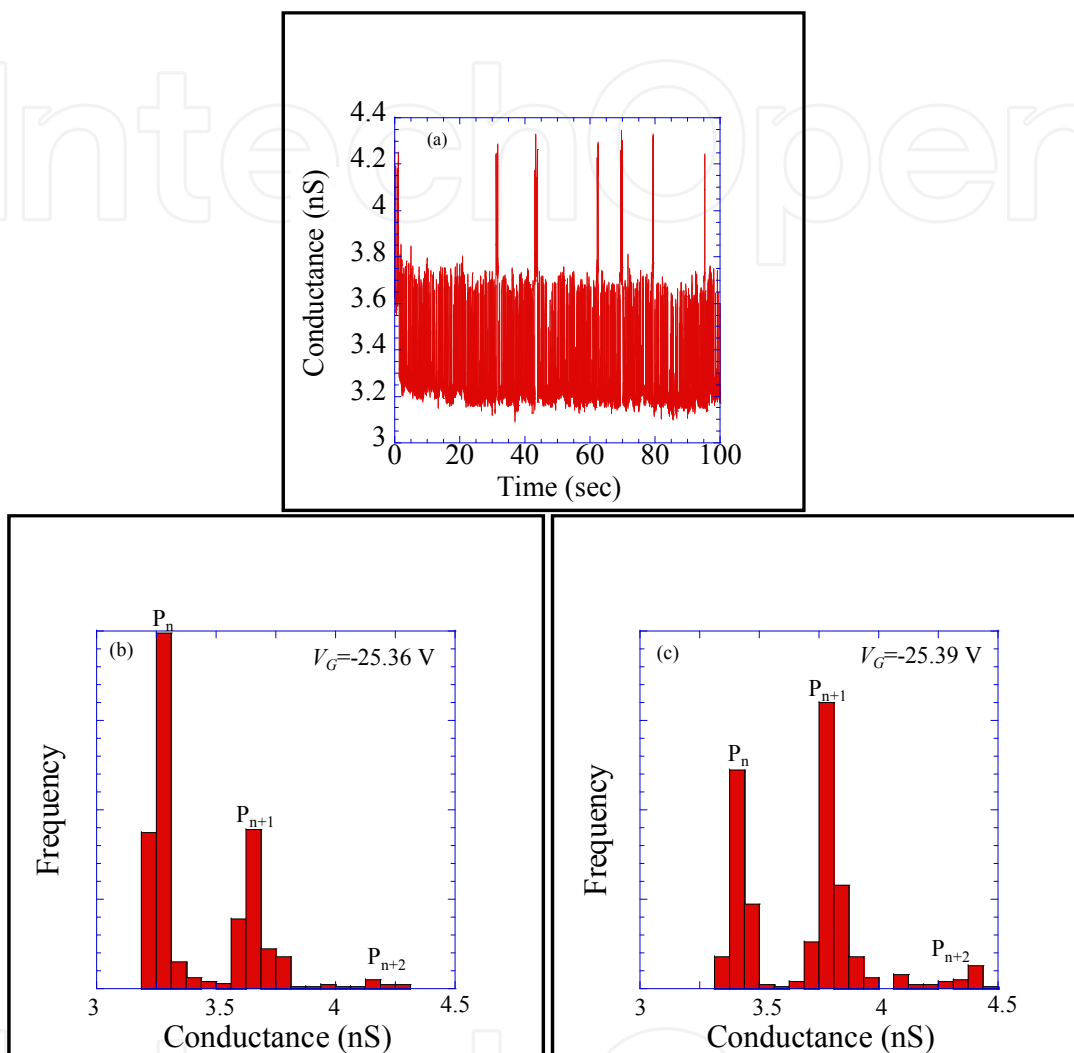 IntechOpen
(a)
4.4
4.2
4
3.8
3.6
3.4
3.2
3
Conductance (nS)
0 20 40 60 80 100
Time (sec)
(b)
Pn
VG=-25.36 V
Pn+1
Pn+2
Frequency
3 3.5 4 4.5
Conductance (nS)
(c)
VG=-25.39 V
Pn+1
Pn
Pn+2
Frequency
3 3.5 4 4.5
Conductance (nS)